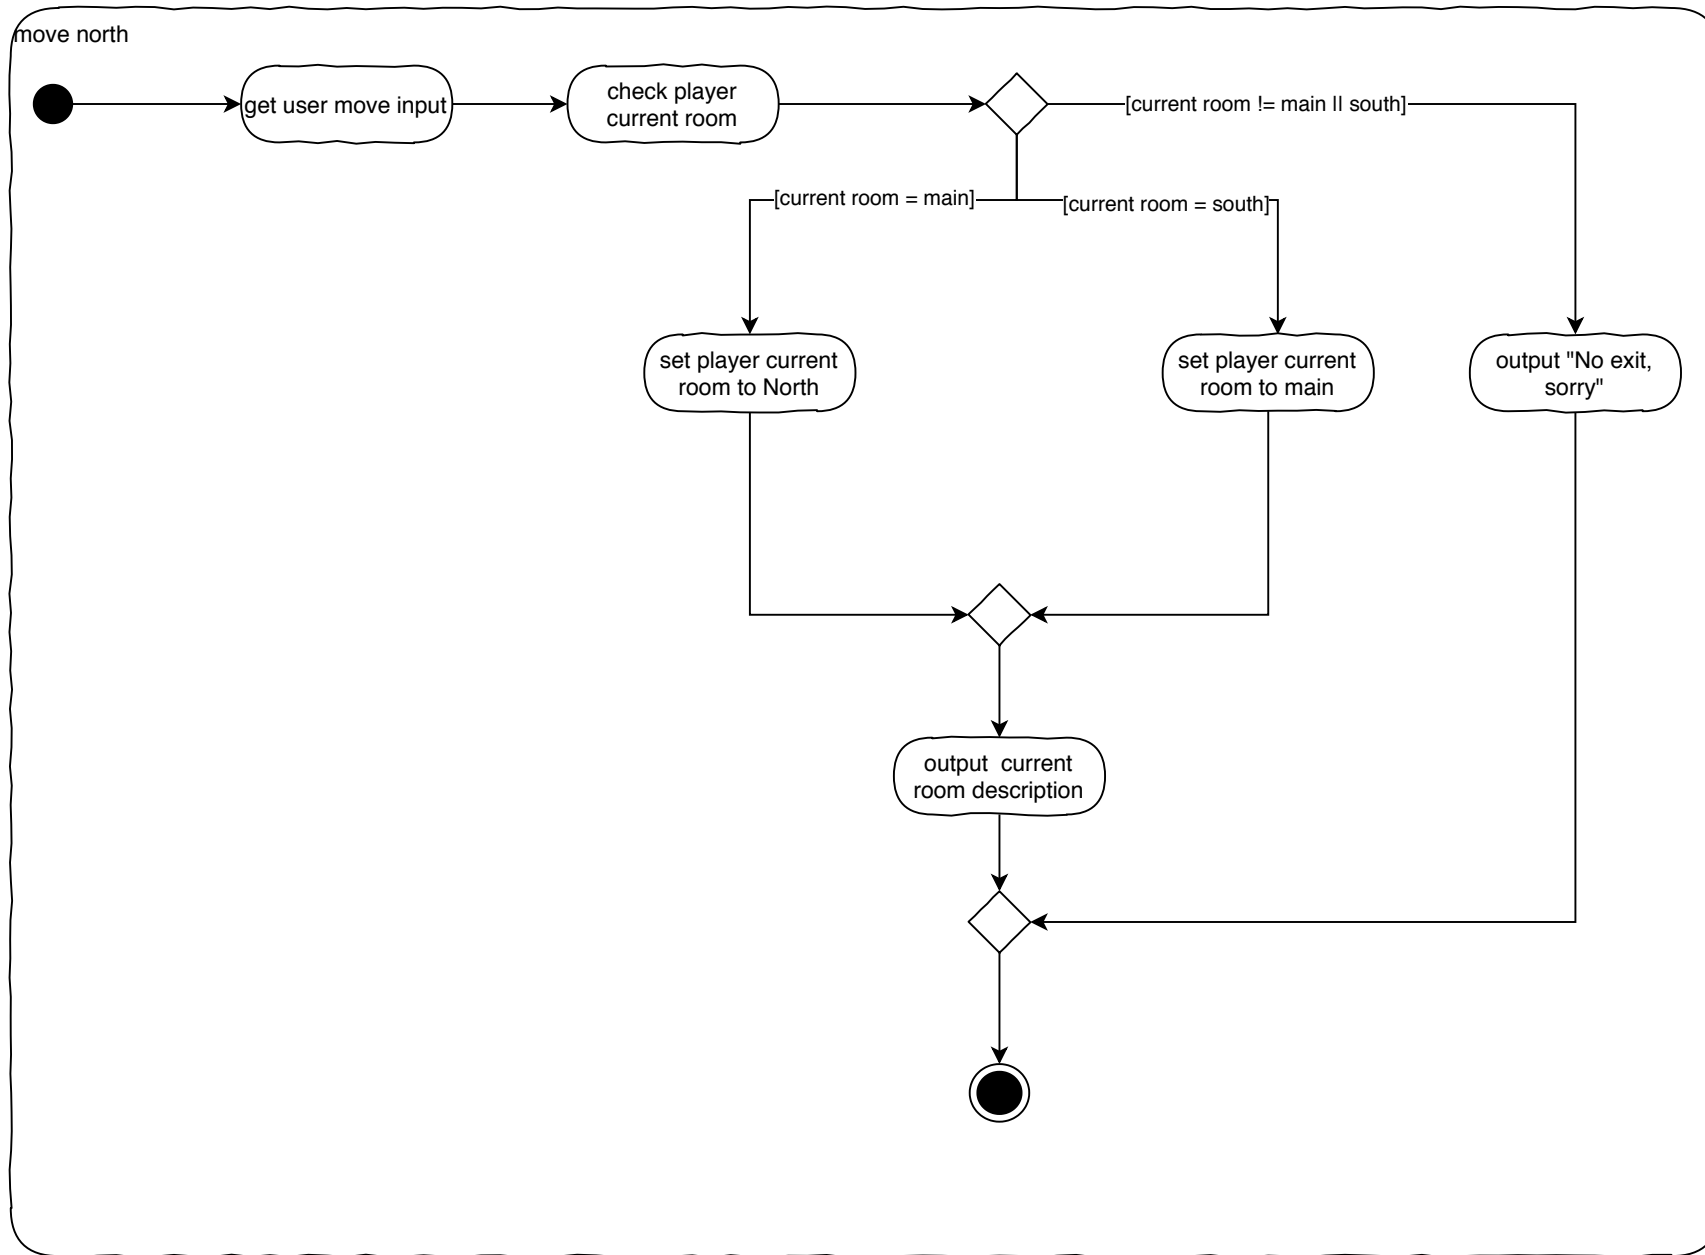 move north
get user move input
check player
current room
[current room != main || south]
[current room = main]
[current room = south]
set player current
room to North
set player current
room to main
output "No exit,
sorry"
output  current
room description